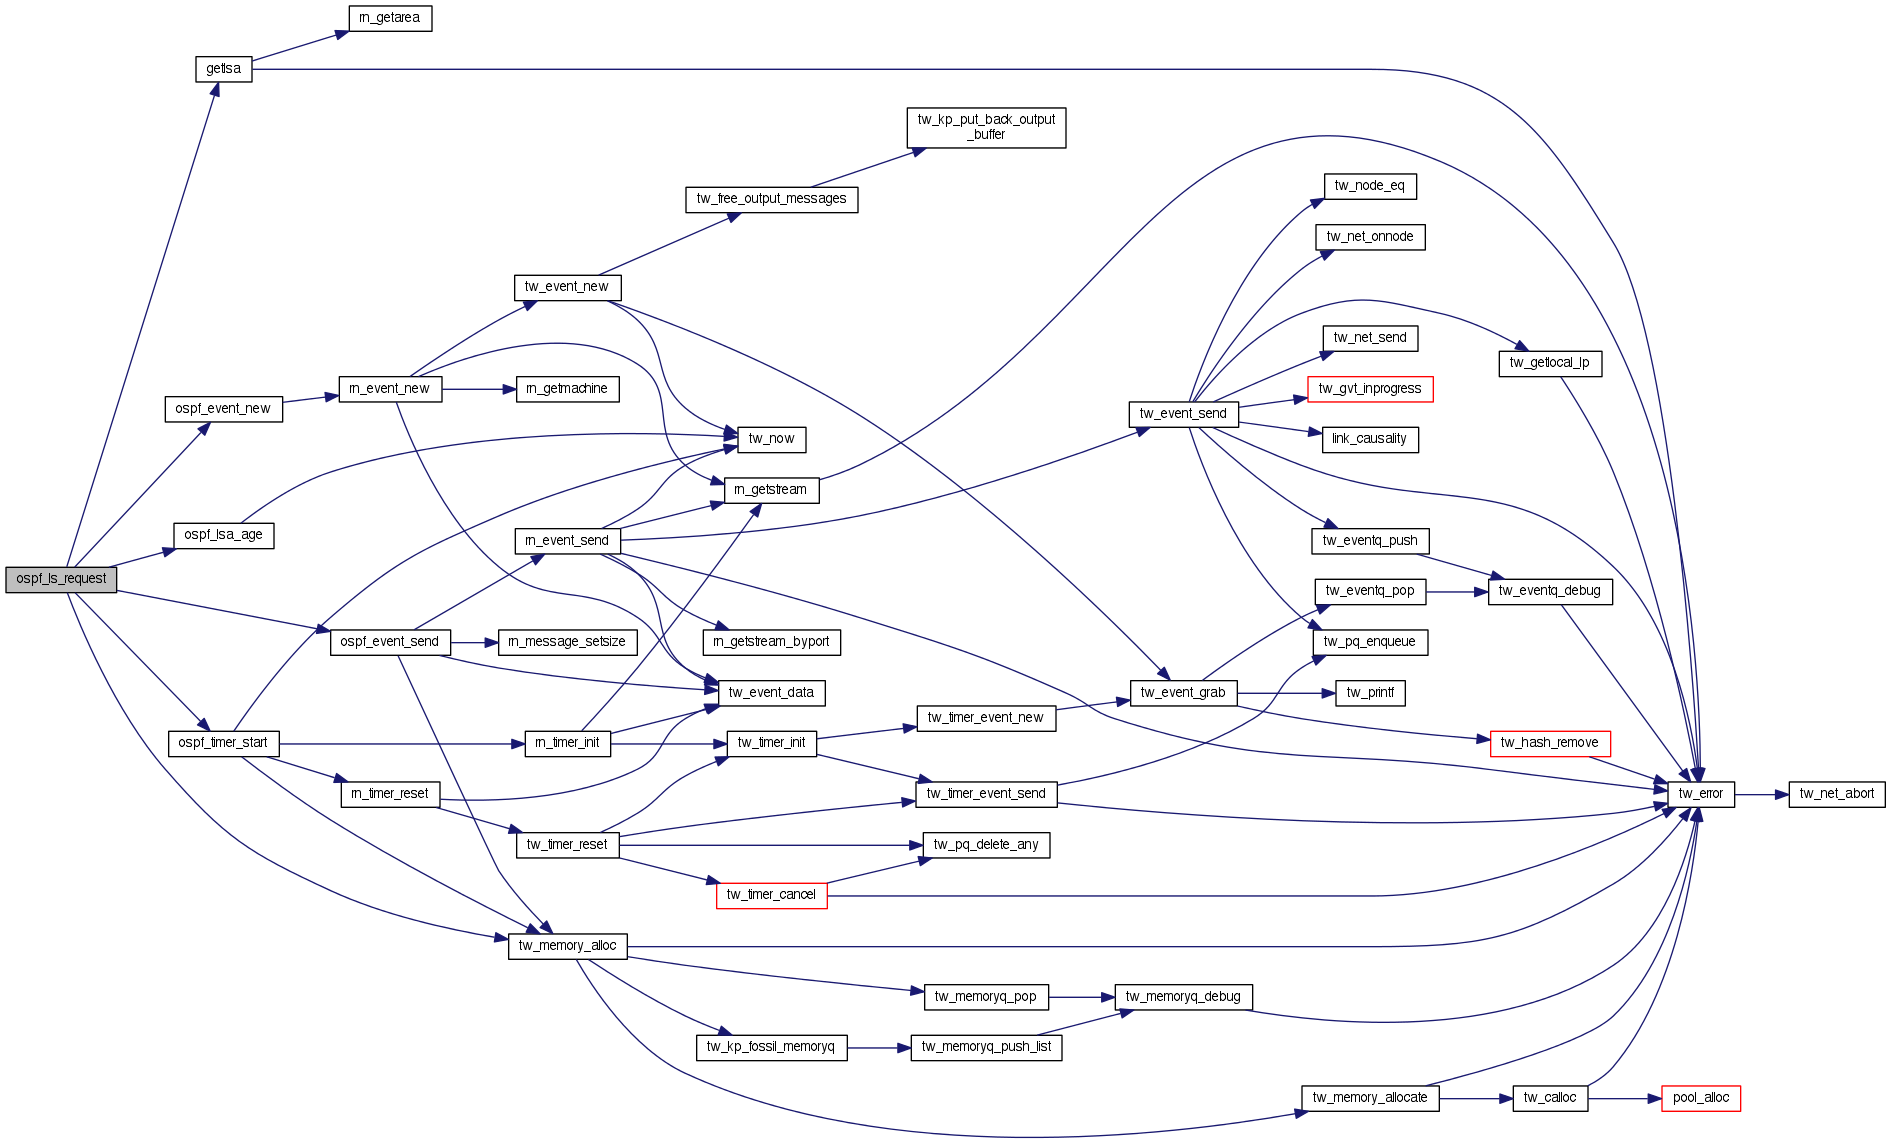 rn_getarea
getlsa
tw_kp_put_back_output
_buffer
tw_node_eq
tw_free_output_messages
tw_net_onnode
tw_event_new
tw_net_send
tw_getlocal_lp
rn_event_new
rn_getmachine
tw_gvt_inprogress
ospf_event_new
tw_event_send
tw_now
link_causality
rn_getstream
ospf_lsa_age
rn_event_send
tw_eventq_push
ospf_ls_request
tw_eventq_pop
tw_eventq_debug
ospf_event_send
rn_message_setsize
rn_getstream_byport
tw_pq_enqueue
tw_event_data
tw_event_grab
tw_printf
tw_timer_event_new
ospf_timer_start
rn_timer_init
tw_timer_init
tw_hash_remove
rn_timer_reset
tw_timer_event_send
tw_error
tw_net_abort
tw_timer_reset
tw_pq_delete_any
tw_timer_cancel
tw_memory_alloc
tw_memoryq_pop
tw_memoryq_debug
tw_kp_fossil_memoryq
tw_memoryq_push_list
tw_memory_allocate
tw_calloc
pool_alloc